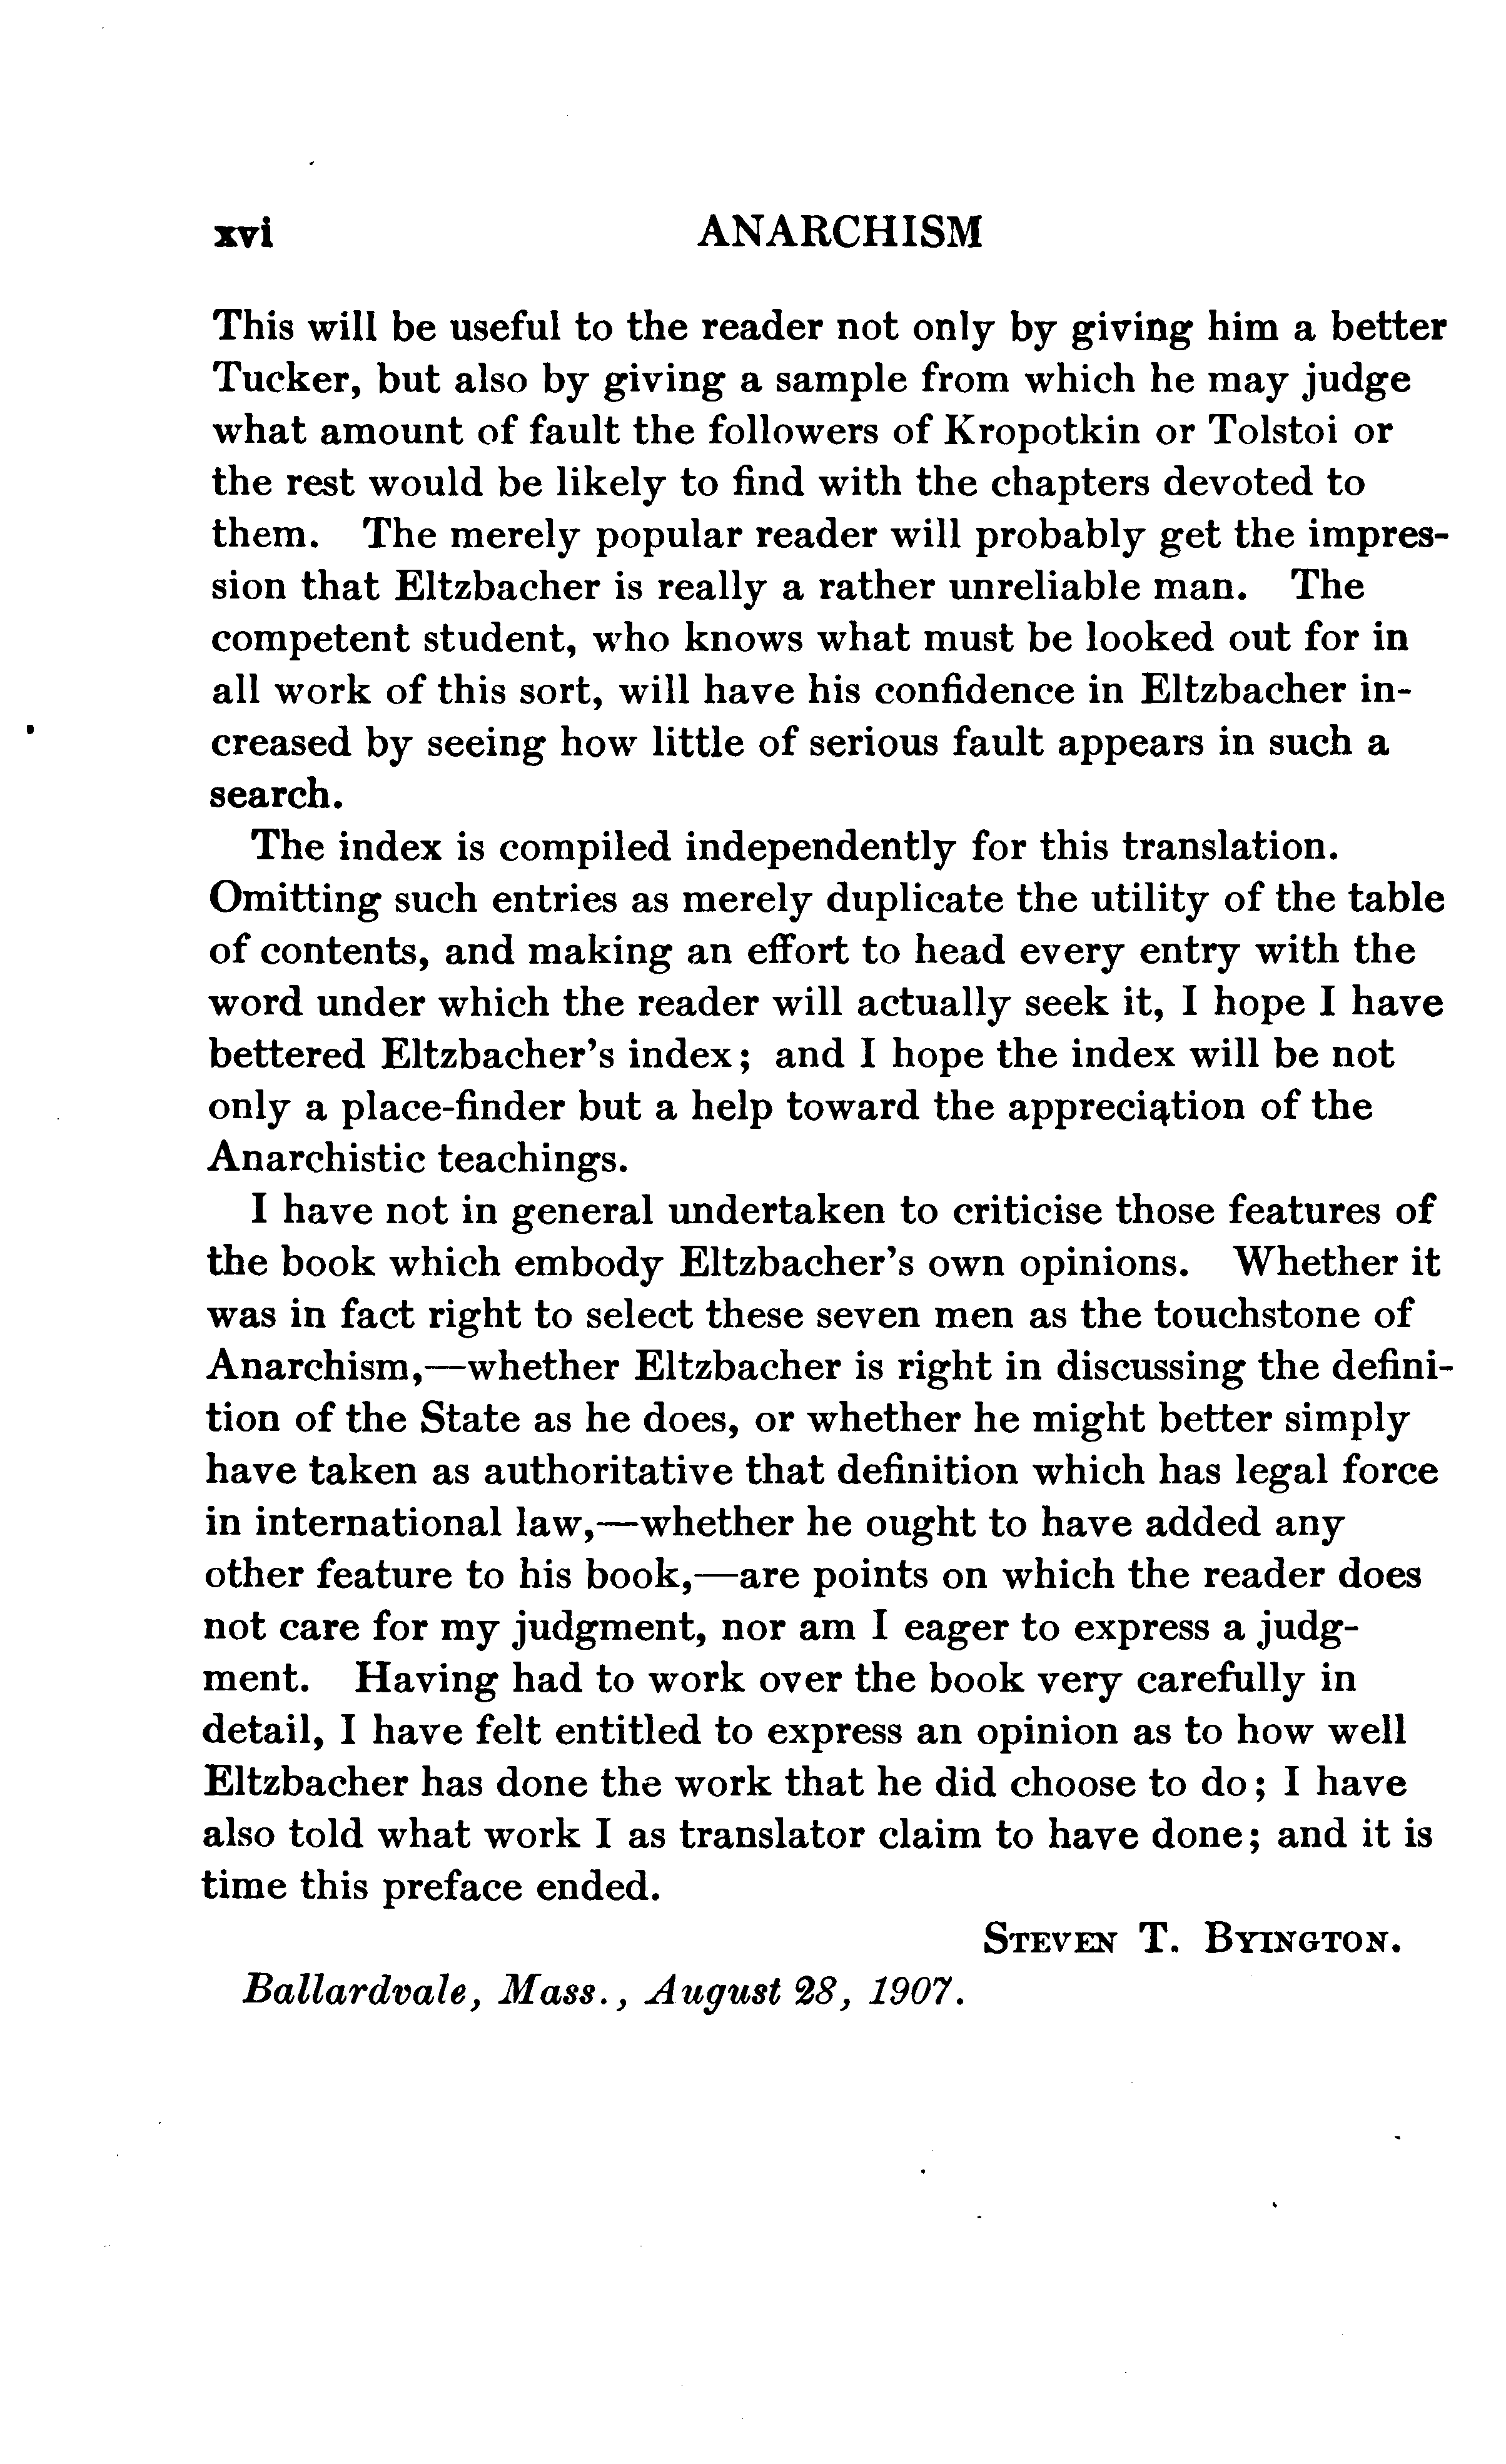 xvi ANARCHISM
This will be useful to the reader not only by giving him a better
Tucker, but also by giving a sample from which he may judge
what amount of fault the followers of Kropotkin or Tolstoi or
the rest would be likely to find with the chapters devoted to
them. The merely popular reader will probably get the impres-
sion that Eltzbacher is really a rather unreliable man. The
competent student, who knows what must be looked out for in
all work of this sort, will have his confidence in Eltzbacher in-
creased by seeing how little of serious fault appears in such a
search.
The index is compiled independently for this translation.
Omitting such entries as merely duplicate the utility of the table
of contents, and making an effort to head every entry with the
word under which the reader will actually seek it, I hope I have
bettered Eltzbacher's index; and I hope the index will be not
only a place-finder but a help toward the appreciation of the
Anarchistic teachings.
I have not in general undertaken to criticise those features of
the book which embody Eltzbacher's own opinions. Whether it
was in fact right to select these seven men as the touchstone of
Anarchism,—whether Eltzbacher is right in discussing the defini-
tion of the State as he does, or whether he might better simply
have taken as authoritative that definition which has legal force
in international law,—whether he ought to have added any
other feature to his book,—are points on which the reader does
not care for my judgment, nor am I eager to express a judg-
ment. Having had to work over the book very carefully in
detail, I have felt entitled to express an opinion as to how well
Eltzbacher has done the work that he did choose to do; I have
also told what work I as translator claim to have done; and it is
time this preface ended.
STEVEN T. BYINGTON.
Ballardvale, Mass., August 28, 1907.